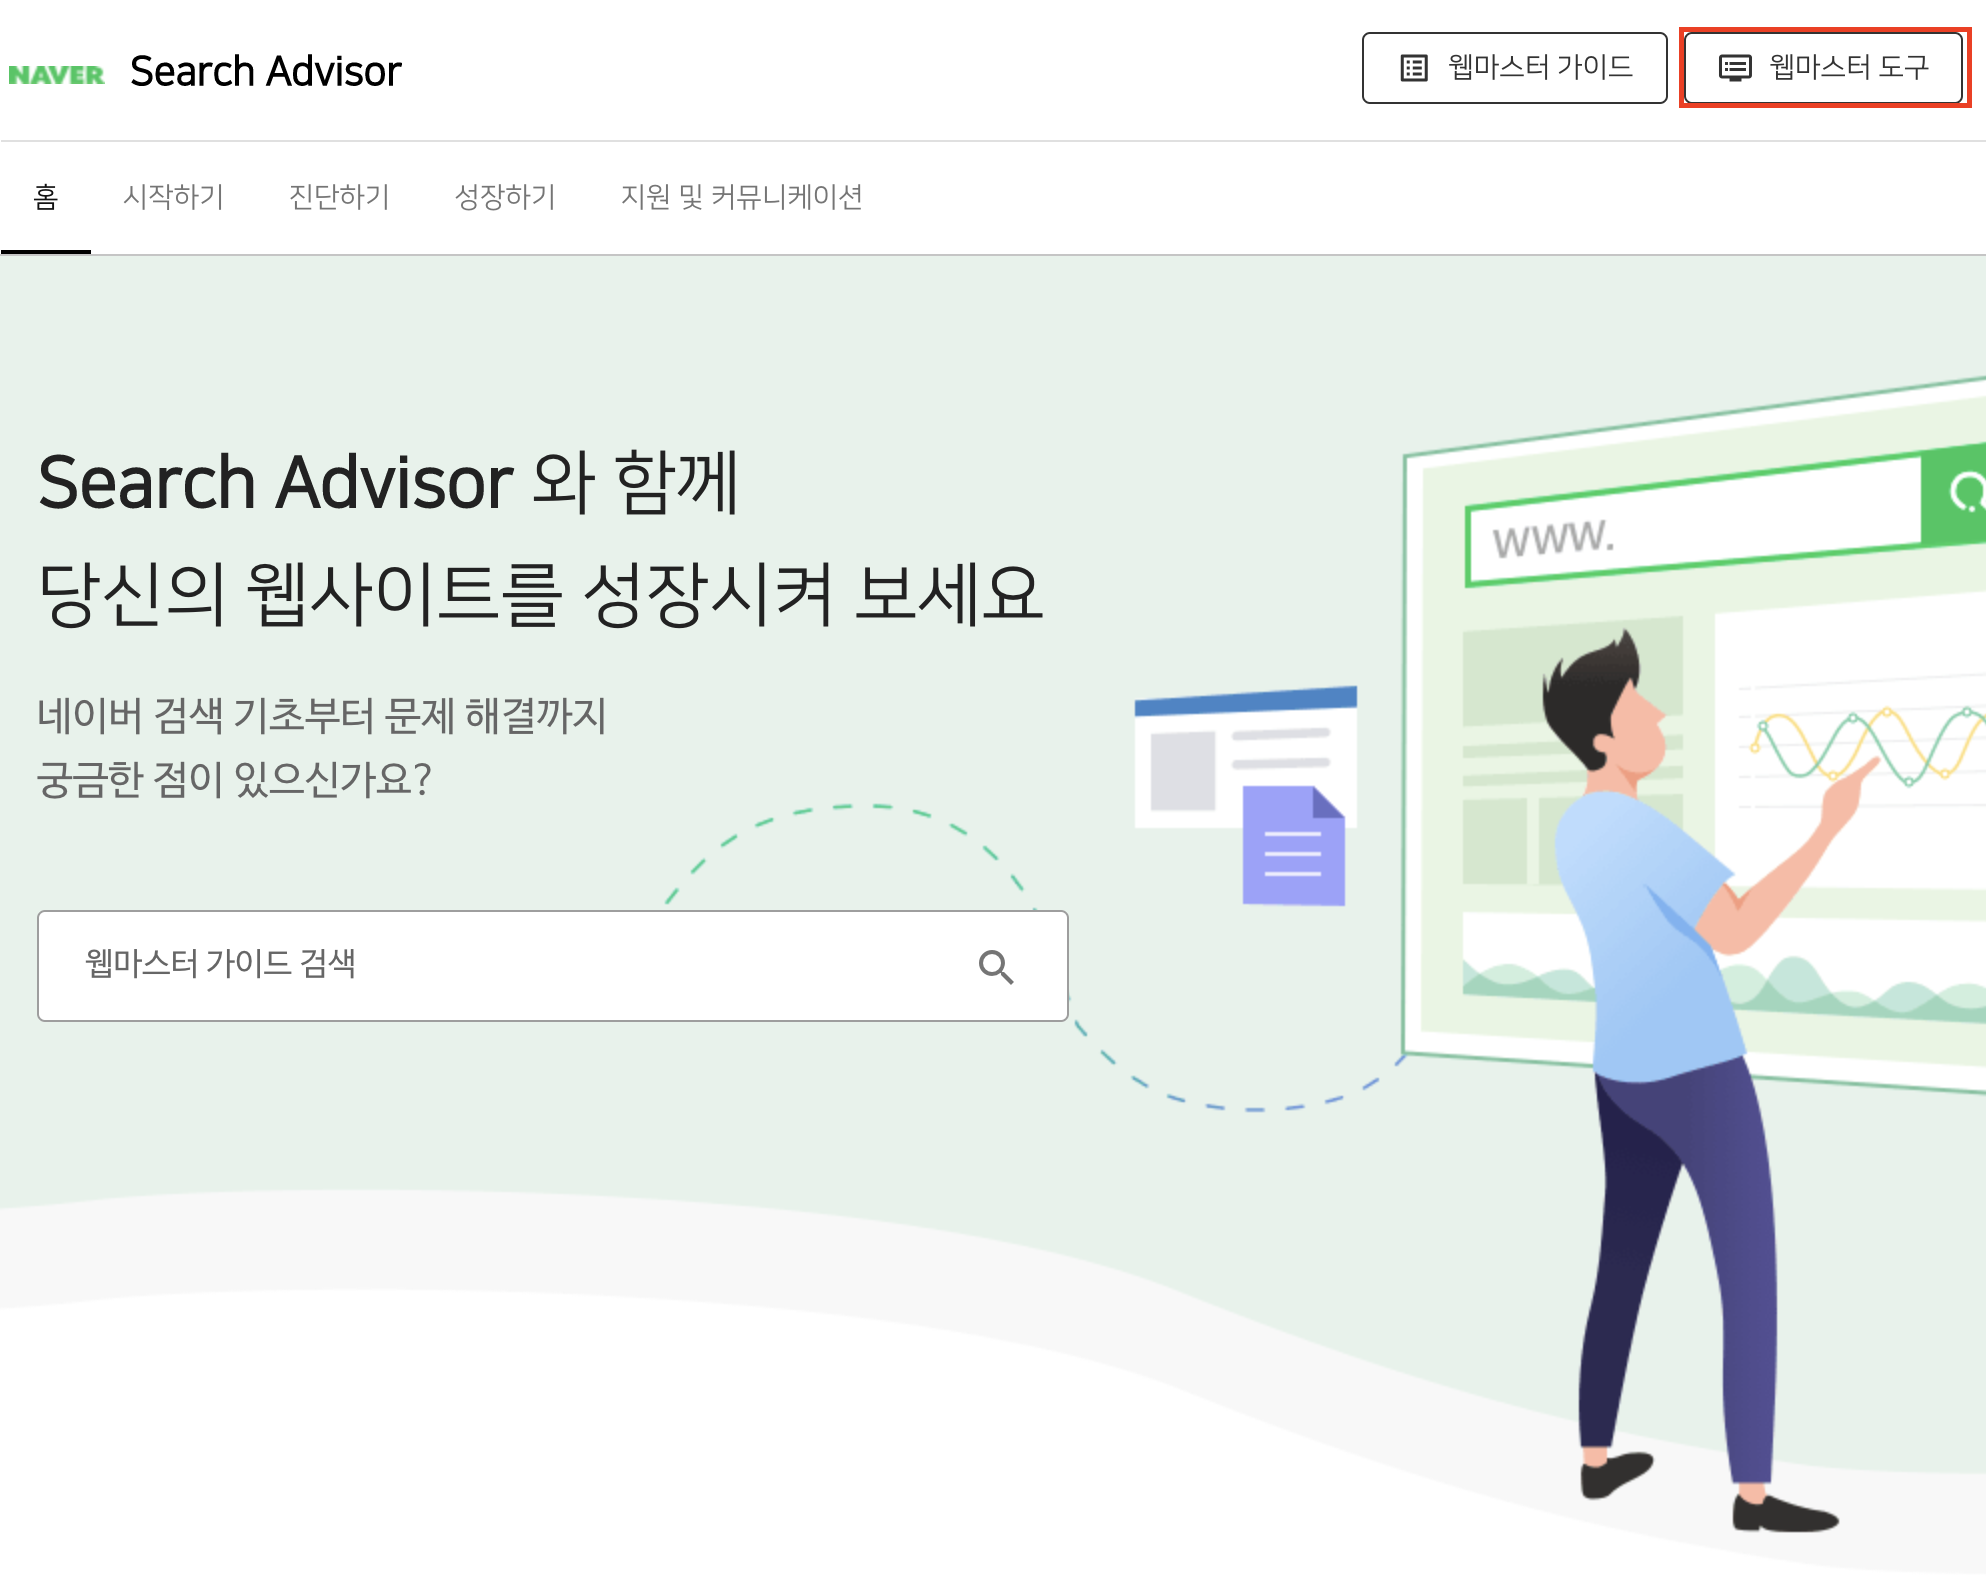 NAVER Search Advisor
웹마스터 가이드
웹마스터 도구
홈 시작하기 진단하기 성장하기 지원 및 커뮤니케이션
Search Advisor 와 함께
당신의 웹사이트를 성장시켜 보세요
www.
네이버 검색 기초부터 문제 해결까지
궁금한 점이 있으신가요?
웹마스터 가이드 검색